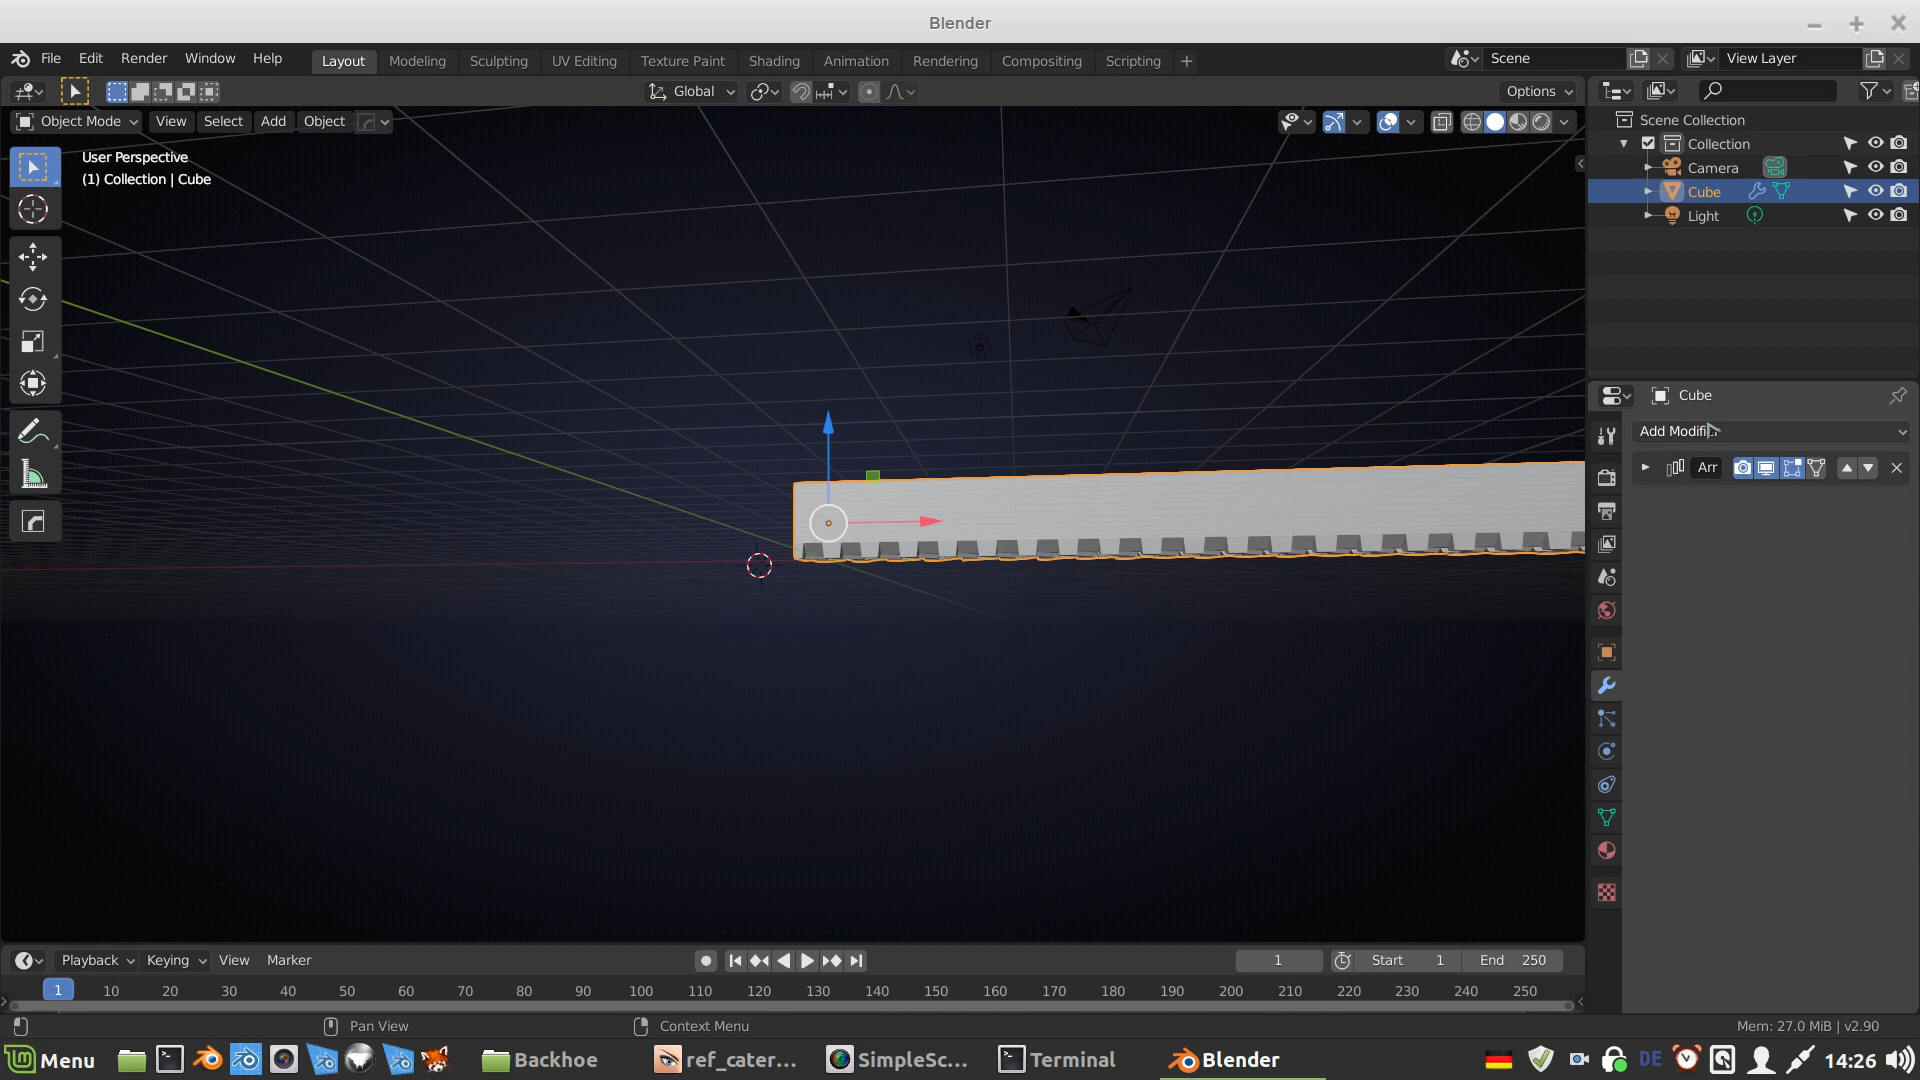 Blender
File Edit Render Window Help Layout Modeling Sculpting UV Editing Texture Paint Shading Animation Rendering Compositing Scripting + Scene View Layer
Global Options
Object Mode View Select Add Object
Scene Collection
User Perspective
Collection
(1) Collection | Cube
Camera
Cube
Light
Cube
Add Modifier
Arr
Playback Keying View Marker 1 Start 1 End 250
1 10 20 30 40 50 60 70 80 90 100 110 120 130 140 150 160 170 180 190 200 210 220 230 240 250
Pan View Context Menu Mem: 27.0 MiB | v2.90
Menu Backhoe ref_cater... SimpleSc... Terminal Blender DE 14:26